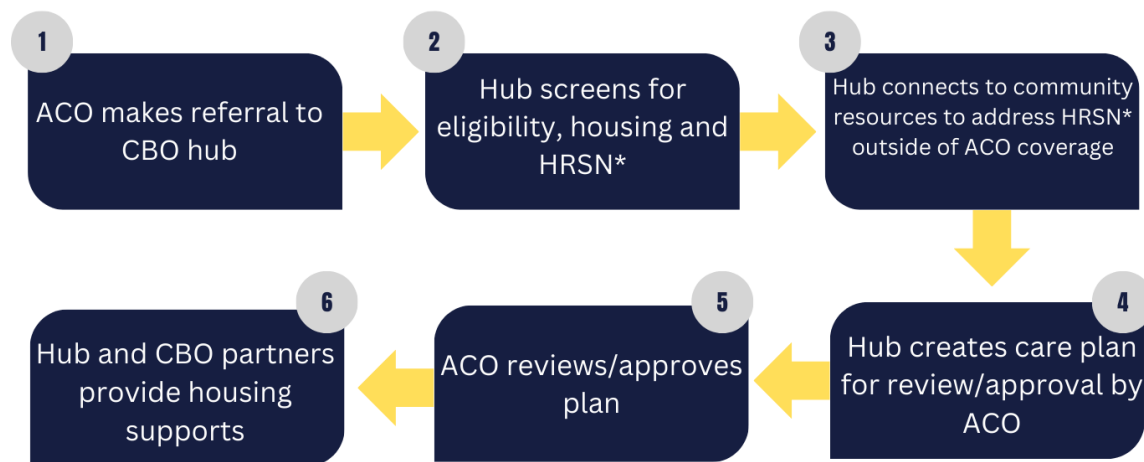 1
ACO makes referral to
CBO hub
2
Hub screens for
eligibility, housing and
HRSN*
3
Hub connects to community
resources to address HRSN*
outside of ACO coverage
4
Hub creates care plan
for review/approval by
ACO
5
ACO reviews/approves
plan
6
Hub and CBO partners
provide housing
supports